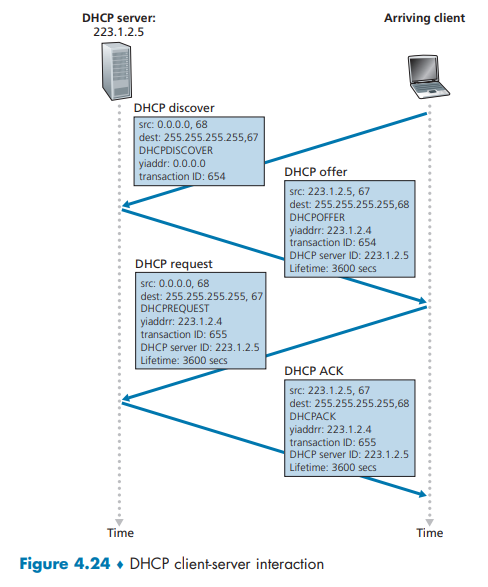 DHCP server:
223.1.2.5
Arriving client
DHCP discover
src: 0.0.0.0, 68
dest: 255.255.255.255,67
DHCPDISCOVER
yiaddr: 0.0.0.0
transaction ID: 654
DHCP offer
src: 223.1.2.5, 67
dest: 255.255.255.255,68
DHCPOFFER
yiaddrr: 223.1.2.4
transaction ID: 654
DHCP server ID: 223.1.2.5
Lifetime: 3600 secs
DHCP request
src: 0.0.0.0, 68
dest: 255.255.255.255, 67
DHCPREQUEST
yiaddrr: 223.1.2.4
transaction ID: 655
DHCP server ID: 223.1.2.5
Lifetime: 3600 secs
DHCP ACK
src: 223.1.2.5, 67
dest: 255.255.255.255,68
DHCPACK
yiaddrr: 223.1.2.4
transaction ID: 655
DHCP server ID: 223.1.2.5
Lifetime: 3600 secs
Time
Time
Figure 4.24 ♦ DHCP client-server interaction